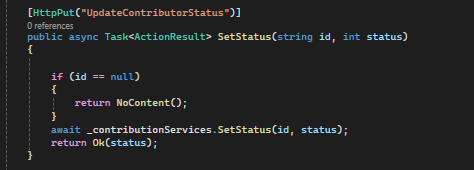 [HttpPut("UpdateContributorStatus")]
0 references
public async Task<ActionResult> SetStatus(string id, int status)
{
if (id == null)
{
return NoContent();
}
await _contributionServices.SetStatus(id, status);
return Ok(status);
}